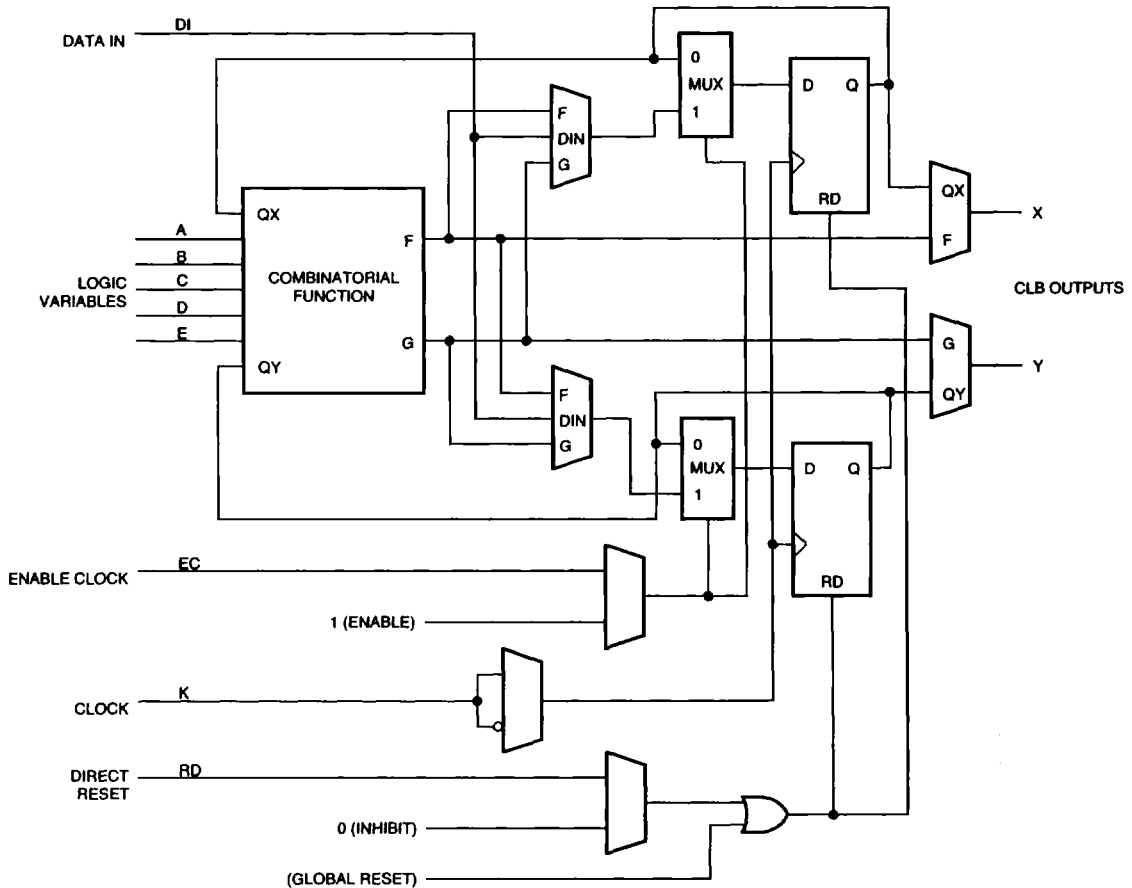 DI
DATA IN
0
MUX
1
D
Q
RD
F
DIN
G
QX
F
X
QX
F
COMBINATORIAL
FUNCTION
G
QY
A
B
C
D
E
LOGIC
VARIABLES
CLB OUTPUTS
G
QY
Y
F
DIN
G
0
MUX
1
D
Q
RD
EC
ENABLE CLOCK
1 (ENABLE)
K
CLOCK
RD
DIRECT
RESET
0 (INHIBIT)
(GLOBAL RESET)